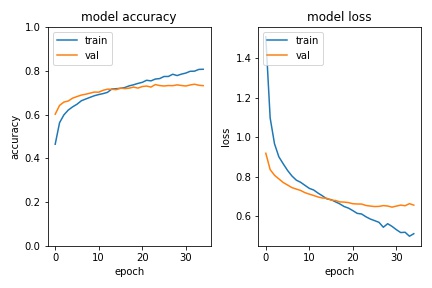 model accuracy
train
val
1.0
0.8
0.6
0.4
0.2
0.0
accuracy
0
10
20
30
epoch
model loss
train
val
1.4
1.2
1.0
0.8
0.6
loss
0
10
20
30
epoch